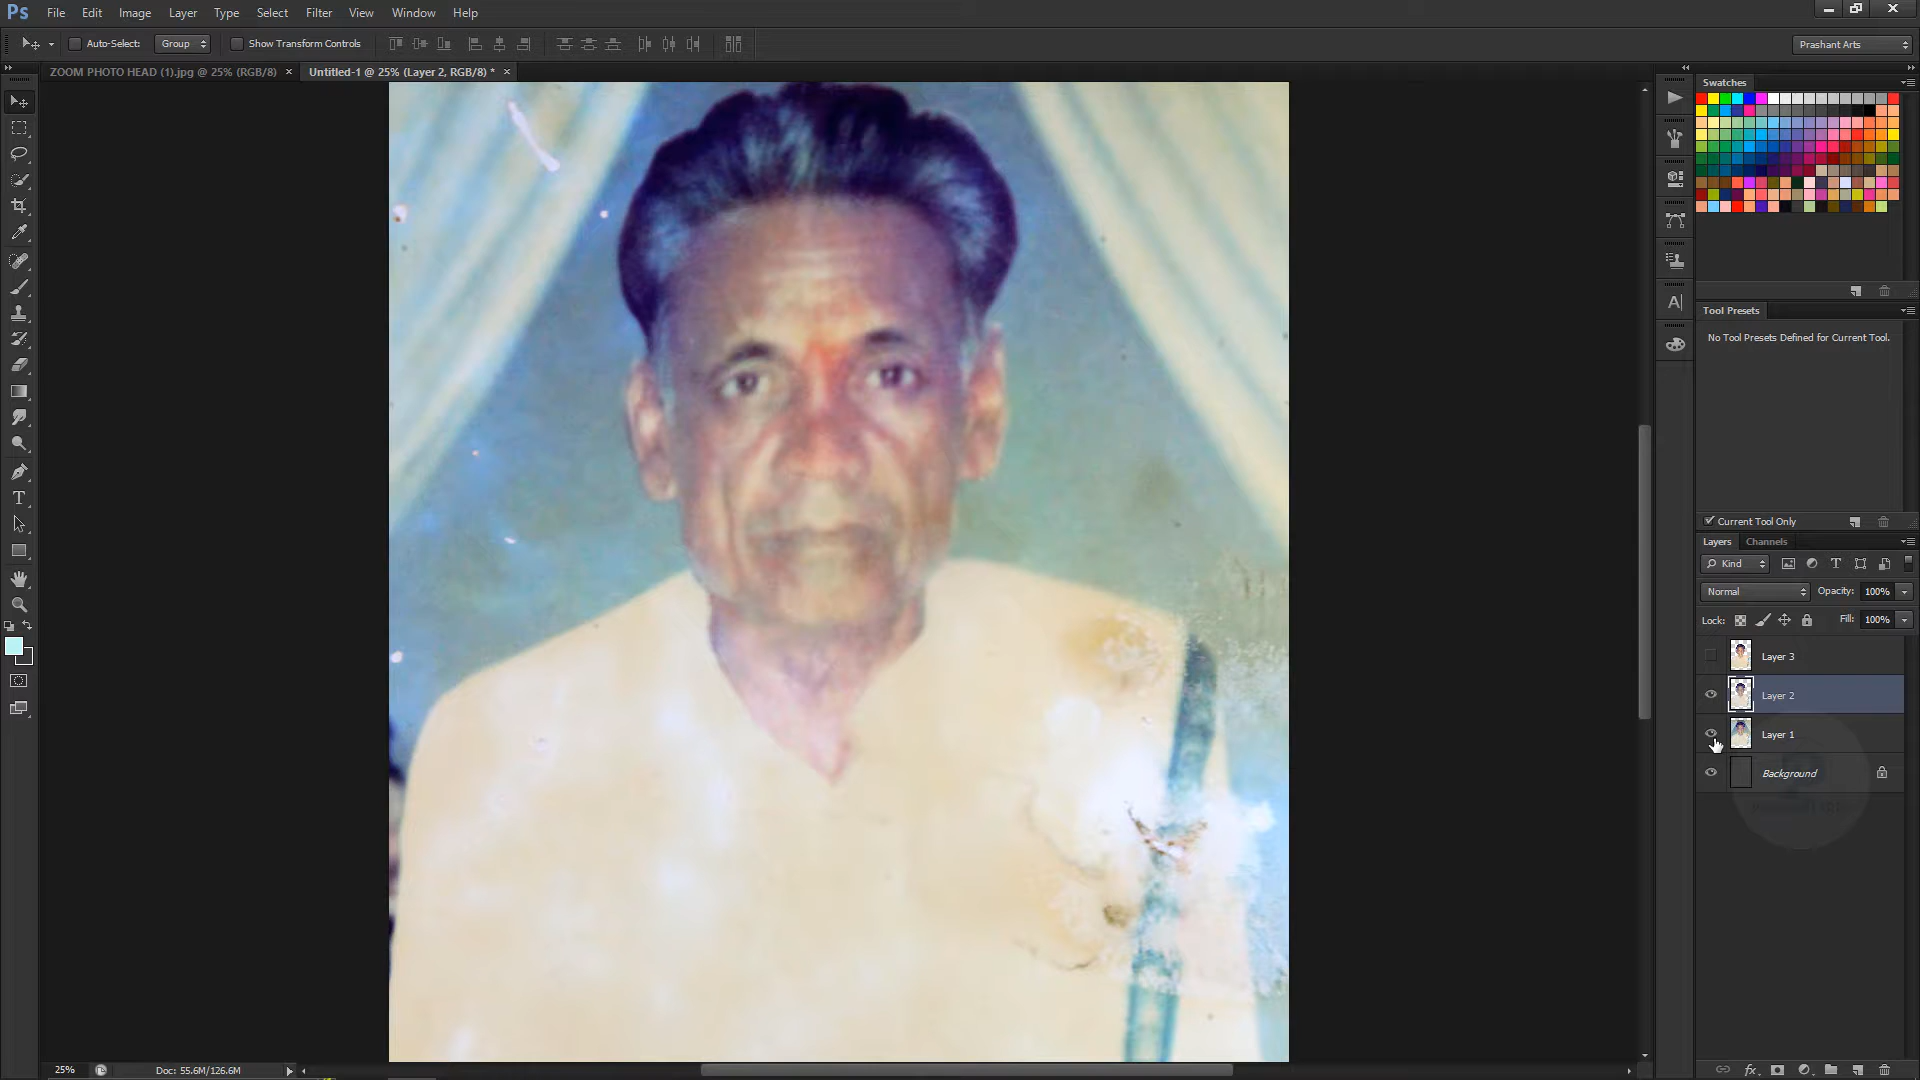 Ps File Edit Image Layer Type Select Filter View Window Help
Auto-Select: Group Show Transform Controls Prashant Arts
ZOOM PHOTO HEAD (1).jpg @ 25% (RGB/8) × Untitled-1 @ 25% (Layer 2, RGB/8) * ×
Swatches
Tool Presets
No Tool Presets Defined for Current Tool.
Current Tool Only
Layers Channels
Kind
Normal Opacity: 100%
Lock: Fill: 100%
Layer 3
Layer 2
Layer 1
Background
25% Doc: 55.6M/126.6M